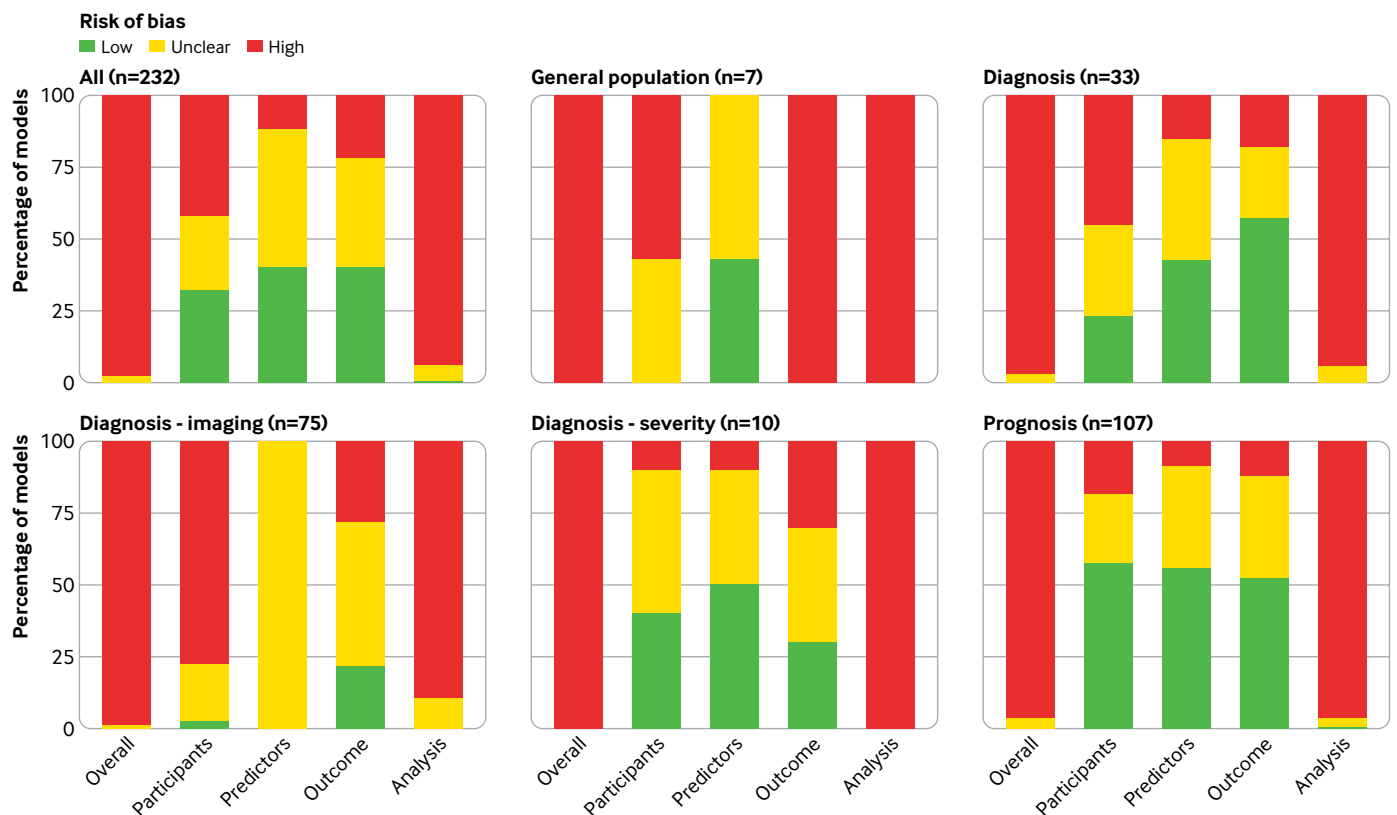 Risk of bias
Low Unclear High
All (n=232) General population (n=7) Diagnosis (n=33)
Percentage of models
100
75
50
25
0
Diagnosis - imaging (n=75) Diagnosis - severity (n=10) Prognosis (n=107)
Percentage of models
100
75
50
25
0
Overall Participants Predictors Outcome Analysis Overall Participants Predictors Outcome Analysis Overall Participants Predictors Outcome Analysis